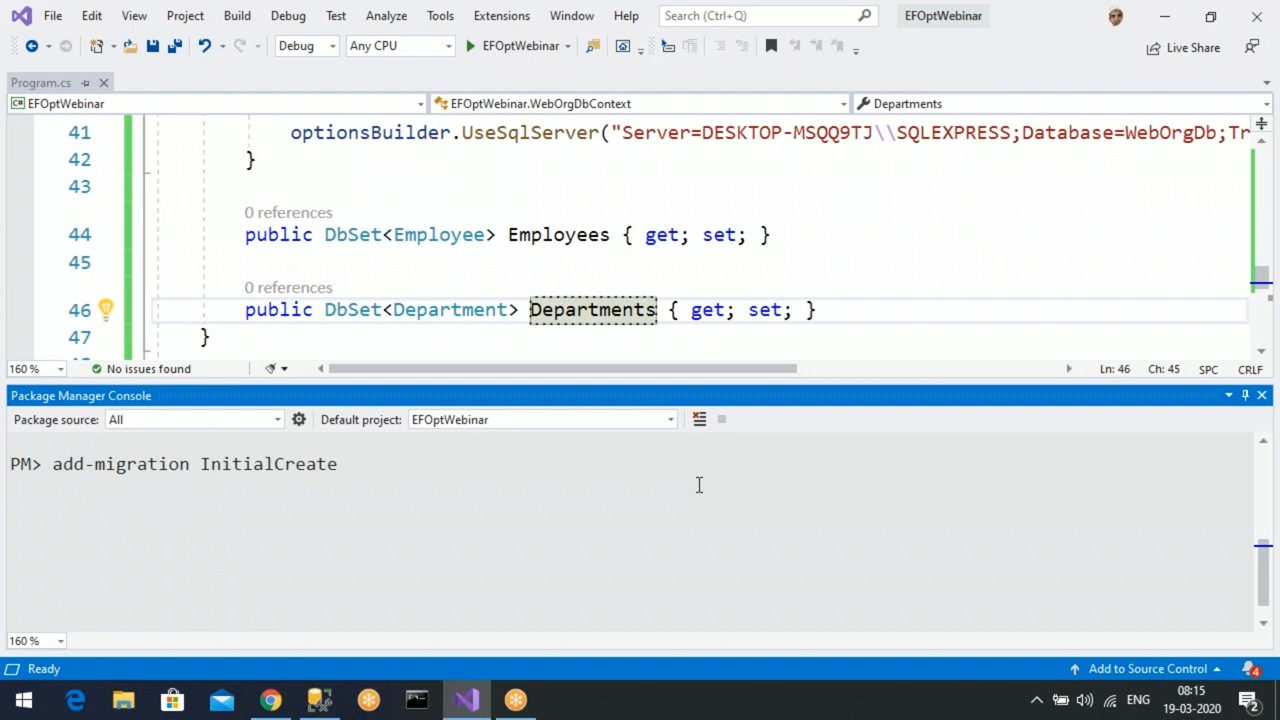 File Edit View Project Build Debug Test Analyze Tools Extensions Window Help Search (Ctrl+Q) EFOptWebinar
Debug Any CPU EFOptWebinar Live Share
Program.cs
C# EFOptWebinar EFOptWebinar.WebOrgDbContext Departments
41 optionsBuilder.UseSqlServer("Server=DESKTOP-MSQQ9TJ\\SQLEXPRESS;Database=WebOrgDb;Tr
42 }
43
0 references
44 public DbSet<Employee> Employees { get; set; }
45
0 references
46 public DbSet<Department> Departments { get; set; }
47 }
160 % No issues found Ln: 46 Ch: 45 SPC CRLF
Package Manager Console
Package source: All Default project: EFOptWebinar
PM> add-migration InitialCreate
160 %
Ready Add to Source Control 4
ENG 08:15
19-03-2020 2